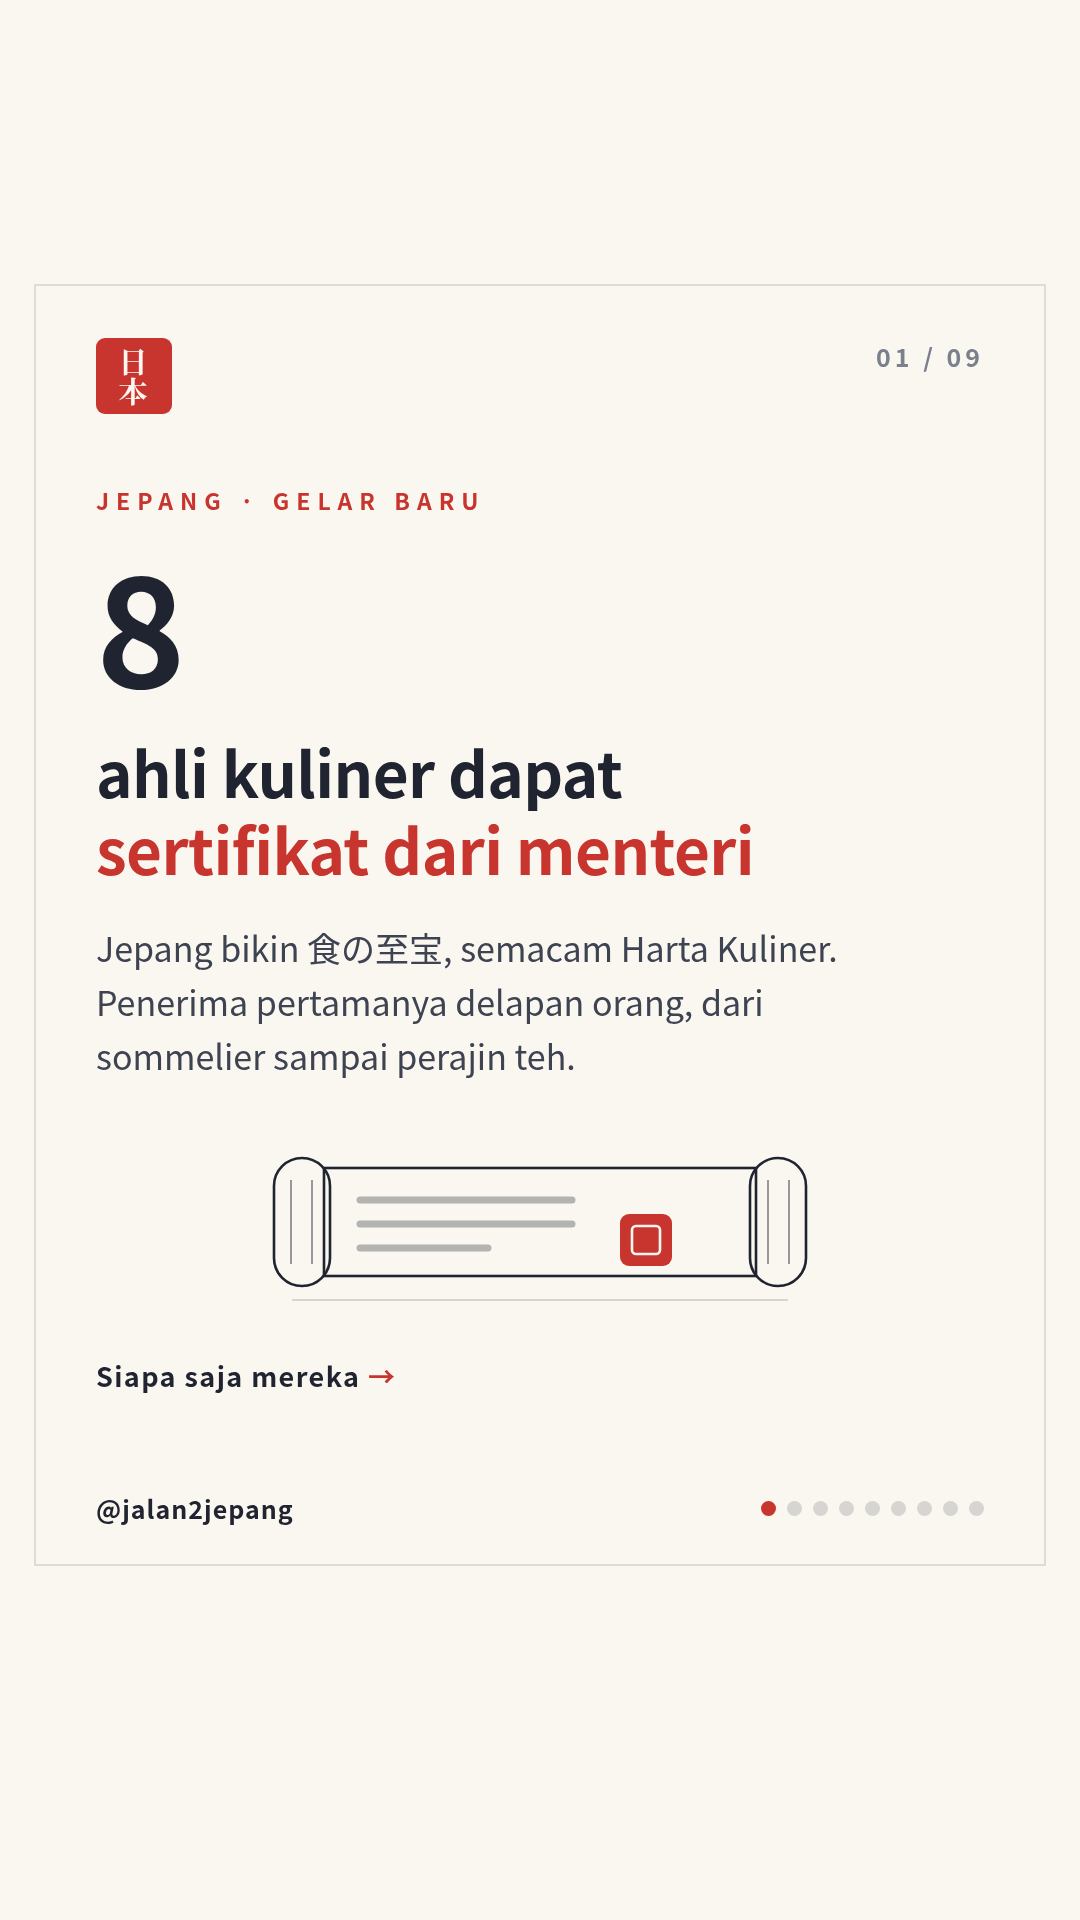 日本
01 / 09
JEPANG · GELAR BARU
8
ahli kuliner dapat
sertifikat dari menteri
Jepang bikin 食の至宝, semacam Harta Kuliner.
Penerima pertamanya delapan orang, dari
sommelier sampai perajin teh.
Siapa saja mereka →
@jalan2jepang